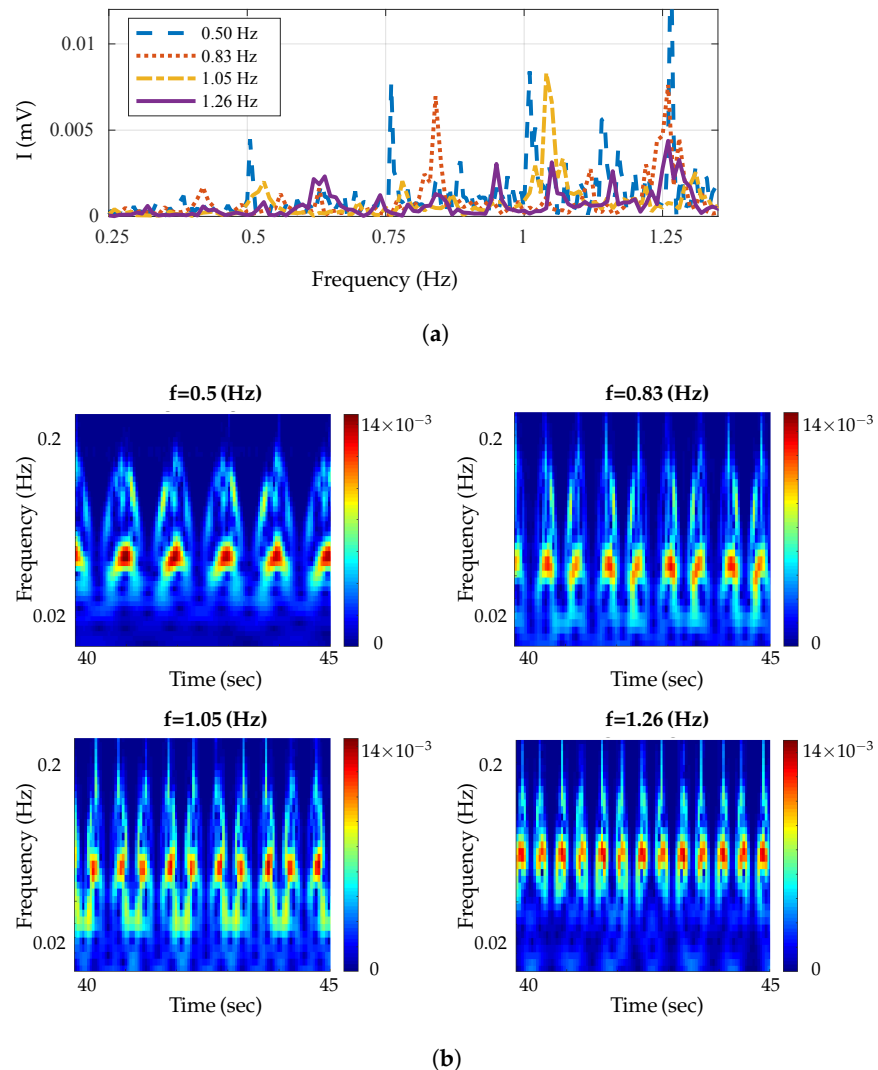 0.01
0.005
0
I (mV)
0.50 Hz
0.83 Hz
1.05 Hz
1.26 Hz
0.25 0.5 0.75 1 1.25
Frequency (Hz)
(a)
f=0.5 (Hz)
0.2
0.02
Frequency (Hz)
40 45
Time (sec)
14×10⁻³
0
f=0.83 (Hz)
0.2
0.02
Frequency (Hz)
40 45
Time (sec)
14×10⁻³
0
f=1.05 (Hz)
0.2
0.02
Frequency (Hz)
40 45
Time (sec)
14×10⁻³
0
f=1.26 (Hz)
0.2
0.02
Frequency (Hz)
40 45
Time (sec)
14×10⁻³
0
(b)